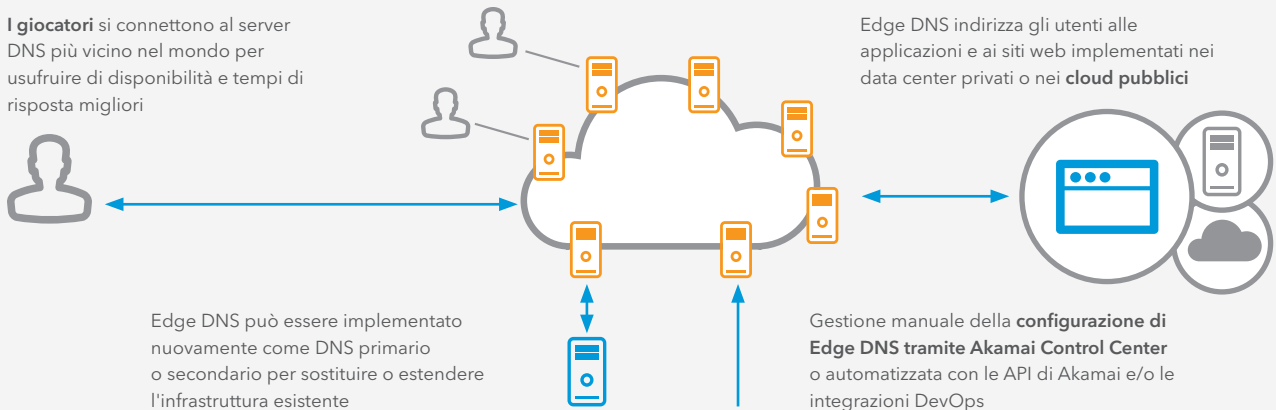 I giocatori si connettono al server
DNS più vicino nel mondo per
usufruire di disponibilità e tempi di
risposta migliori
Edge DNS indirizza gli utenti alle
applicazioni e ai siti web implementati nei
data center privati o nei cloud pubblici
Edge DNS può essere implementato
nuovamente come DNS primario
o secondario per sostituire o estendere
l'infrastruttura esistente
Gestione manuale della configurazione di
Edge DNS tramite Akamai Control Center
o automatizzata con le API di Akamai e/o le
integrazioni DevOps